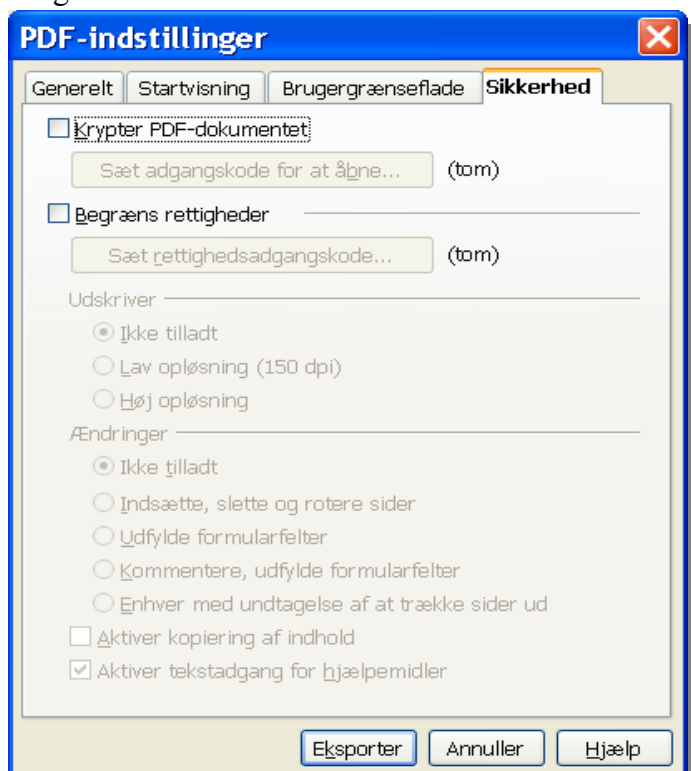 PDF-indstillinger
Generelt Startvisning Brugergrænseflade Sikkerhed
Krypter PDF-dokumentet
Sæt adgangskode for at åbne... (tom)
Begræns rettigheder
Sæt rettighedsadgangskode... (tom)
Udskriver
Ikke tilladt
Lav opløsning (150 dpi)
Høj opløsning
Ændringer
Ikke tilladt
Indsætte, slette og rotere sider
Udfylde formularfelter
Kommentere, udfylde formularfelter
Enhver med undtagelse af at trække sider ud
Aktiver kopiering af indhold
Aktiver tekstadgang for hjælpemidler
Eksporter Annuller Hjælp